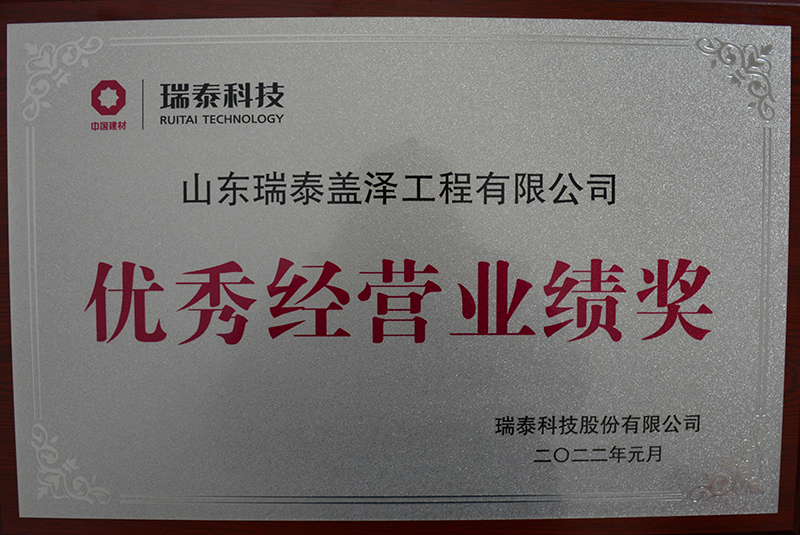 中国建材
瑞泰科技
RUITAI TECHNOLOGY
山东瑞泰盖泽工程有限公司
优秀经营业绩奖
瑞泰科技股份有限公司
二〇二二年元月